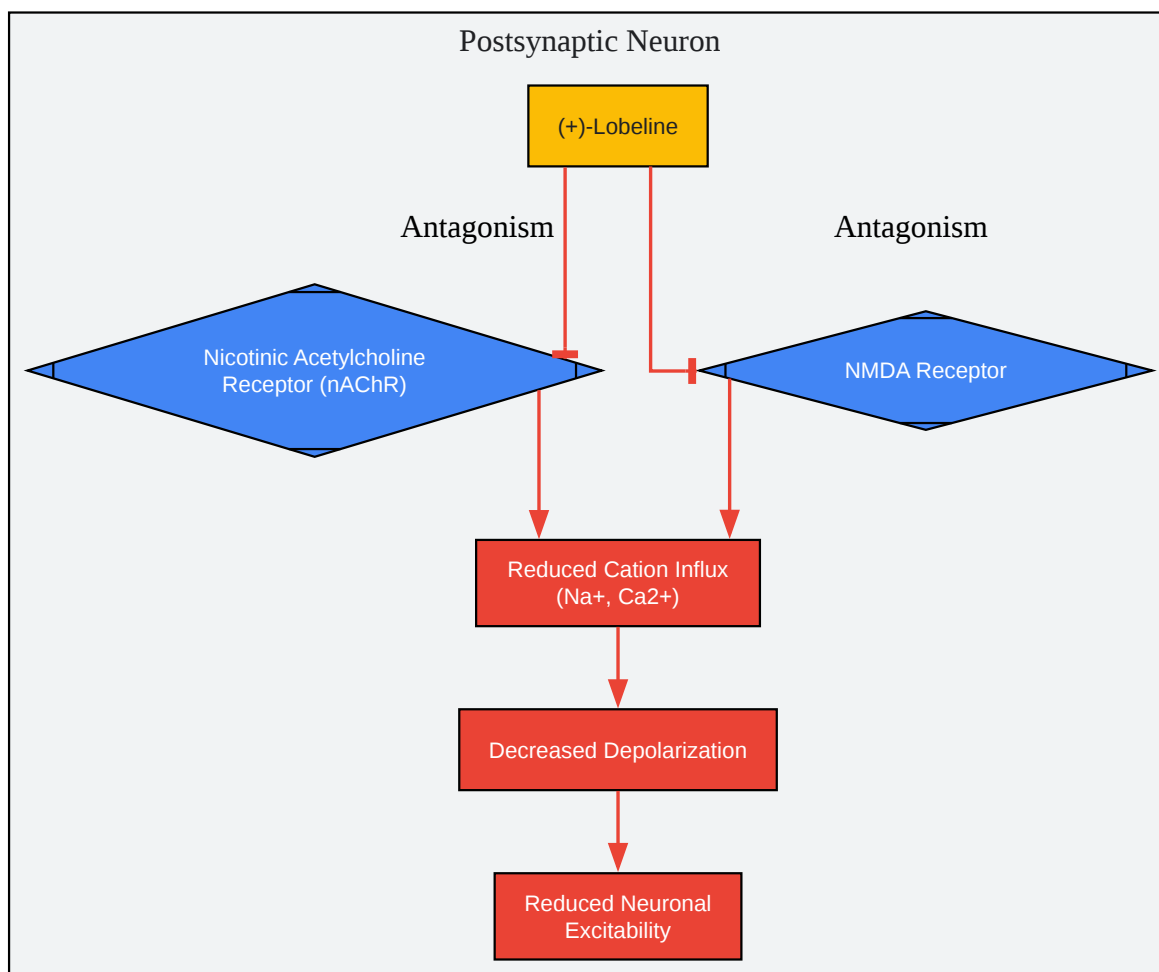 Postsynaptic Neuron
(+)-Lobeline
Antagonism
Antagonism
Nicotinic Acetylcholine
Receptor (nAChR)
NMDA Receptor
Reduced Cation Influx
(Na+, Ca2+)
Decreased Depolarization
Reduced Neuronal
Excitability